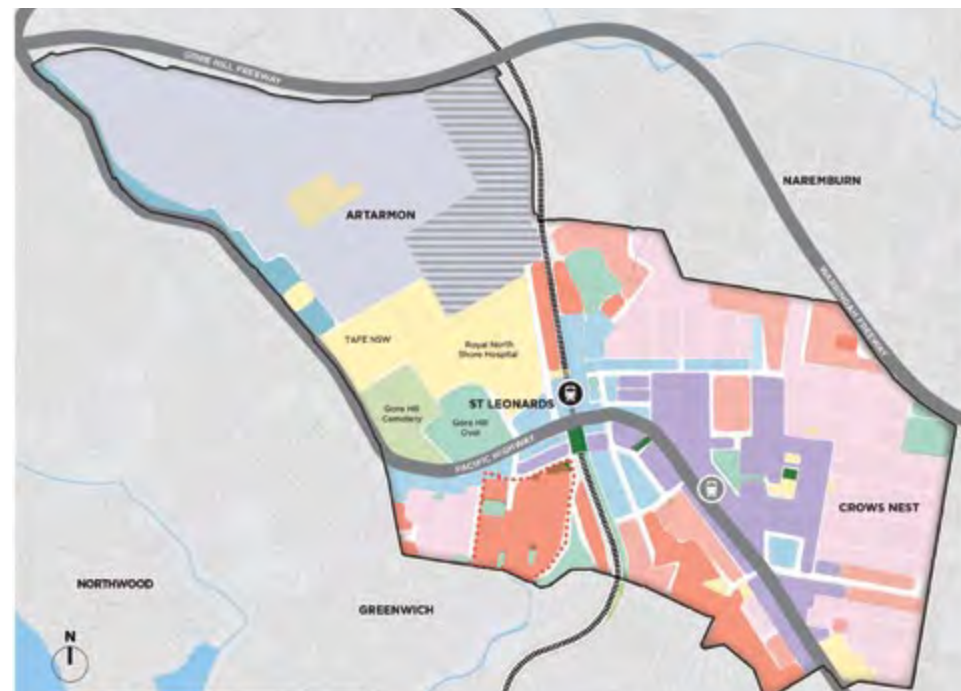 GORE HILL FREEWAY
NAREMBURN
ARTARMON
WARRINGAH FREEWAY
TAFE NSW
Royal North
Shore Hospital
ST LEONARDS
Gore Hill
Cemetery
Gore Hill
Oval
PACIFIC HIGHWAY
CROWS NEST
NORTHWOOD
GREENWICH
N